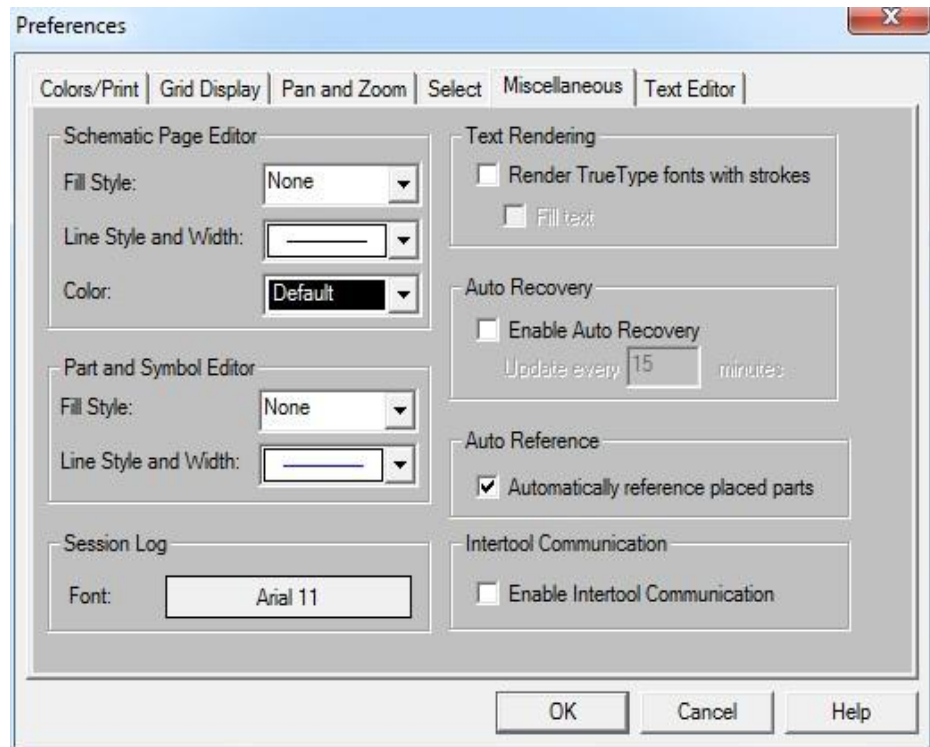 Preferences
Colors/Print Grid Display Pan and Zoom Select Miscellaneous Text Editor
Schematic Page Editor
Fill Style: None
Line Style and Width:
Color: Default
Part and Symbol Editor
Fill Style: None
Line Style and Width:
Session Log
Font: Arial 11
Text Rendering
Render TrueType fonts with strokes
Fill text
Auto Recovery
Enable Auto Recovery
Update every 15 minutes
Auto Reference
Automatically reference placed parts
Intertool Communication
Enable Intertool Communication
OK Cancel Help